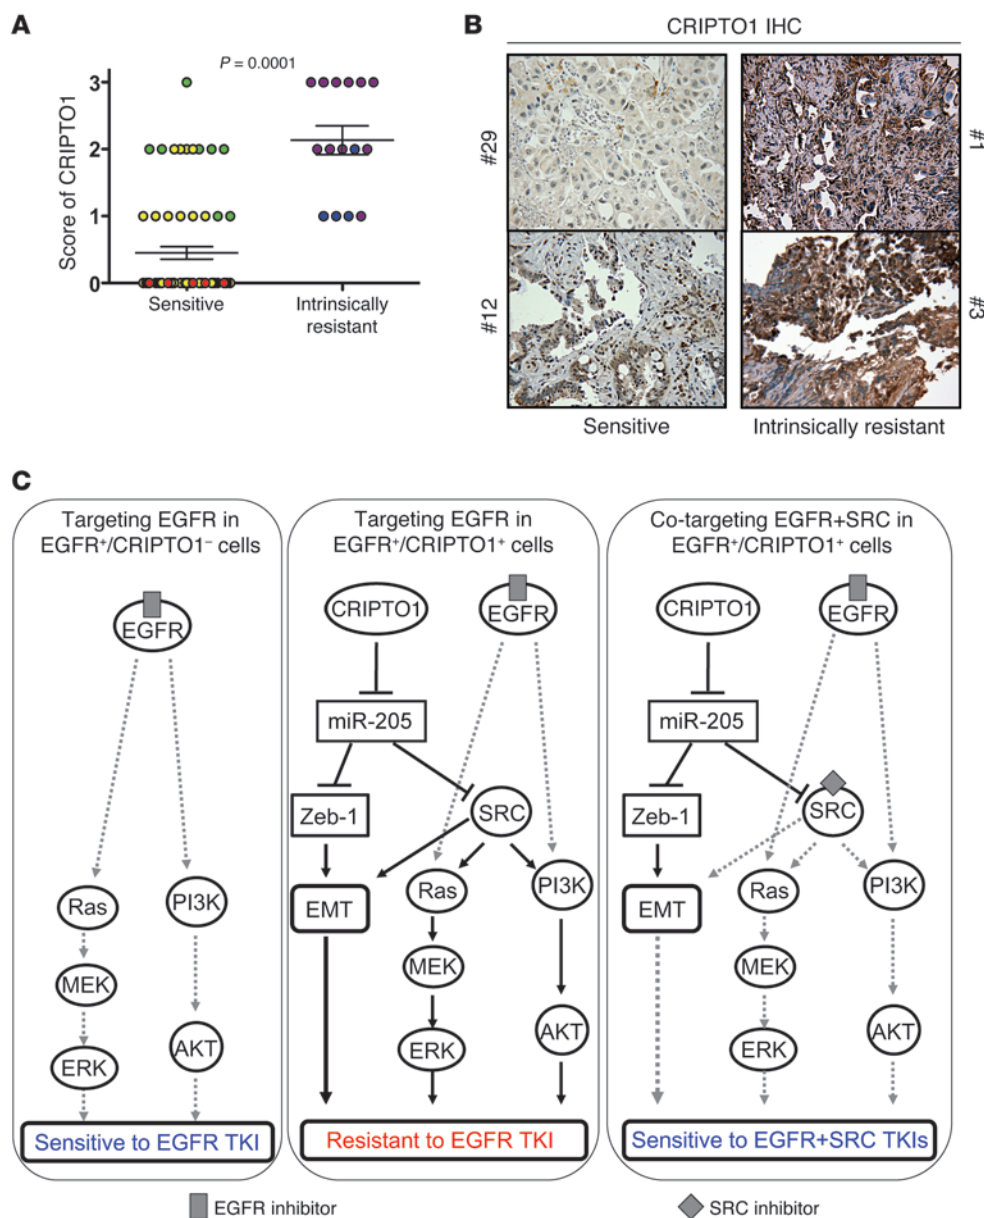 A
P = 0.0001
Score of CRIPTO1
3
2
1
0
Sensitive
Intrinsically
resistant
B
CRIPTO1 IHC
#29
#1
#12
#3
Sensitive
Intrinsically resistant
C
Targeting EGFR in
EGFR⁺/CRIPTO1⁻ cells
EGFR
Ras
PI3K
MEK
ERK
AKT
Sensitive to EGFR TKI
Targeting EGFR in
EGFR⁺/CRIPTO1⁺ cells
CRIPTO1
EGFR
miR-205
Zeb-1
SRC
EMT
Ras
PI3K
MEK
ERK
AKT
Resistant to EGFR TKI
Co-targeting EGFR+SRC in
EGFR⁺/CRIPTO1⁺ cells
CRIPTO1
EGFR
miR-205
Zeb-1
SRC
EMT
Ras
PI3K
MEK
ERK
AKT
Sensitive to EGFR+SRC TKIs
EGFR inhibitor
SRC inhibitor